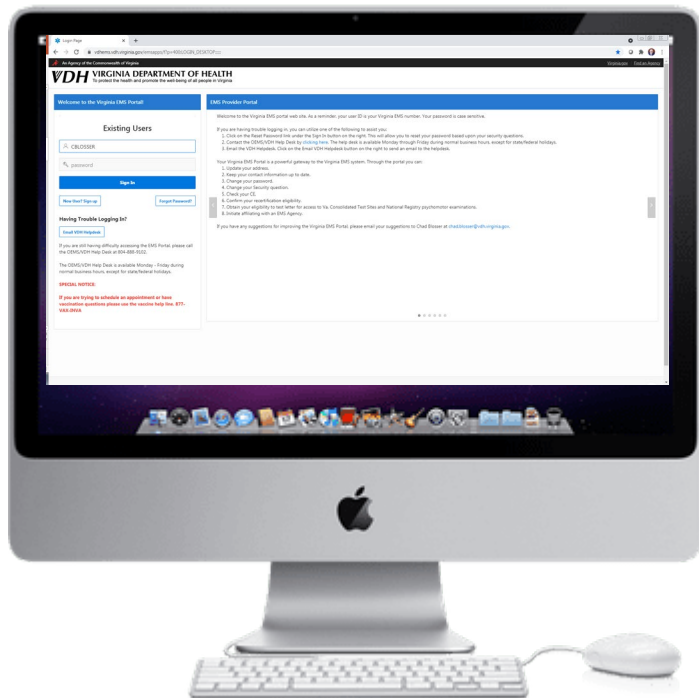 Login Page
vdhems.vdh.virginia.gov/emsapps/f?p=400:LOGIN_DESKTOP
An Agency of the Commonwealth of Virginia
Virginia.gov Find an Agency
VDH VIRGINIA DEPARTMENT OF HEALTH
To protect the health and promote the well-being of all people in Virginia
Welcome to the Virginia EMS Portal!
Existing Users
CBLOSSER
password
Sign In
New User? Sign up
Forgot Password?
Having Trouble Logging In?
Email VDH Helpdesk
If you are still having difficulty accessing the EMS Portal, please call
the OEMS/VDH Help Desk at 804-888-9102.
The OEMS/VDH Help Desk is available Monday - Friday during
normal business hours, except for state/federal holidays.
SPECIAL NOTICE:
If you are trying to schedule an appointment or have
vaccination questions please use the vaccine help line. 877-
VAX-INVA
EMS Provider Portal
Welcome to the Virginia EMS portal web site. As a reminder, your user ID is your Virginia EMS number. Your password is case sensitive.
If you are having trouble logging in, you can utilize one of the following to assist you:
1. Click on the Reset Password link under the Sign In button on the right. This will allow you to reset your password based upon your security questions.
2. Contact the OEMS/VDH Help Desk by clicking here. The help desk is available Monday through Friday during normal business hours, except for state/federal holidays.
3. Email the VDH Helpdesk. Click on the Email VDH Helpdesk button on the right to send an email to the helpdesk.
Your Virginia EMS Portal is a powerful gateway to the Virginia EMS system. Through the portal you can:
1. Update your address.
2. Keep your contact information up to date.
3. Change your password.
4. Change your Security question.
5. Check your CE.
6. Confirm your recertification eligibility.
7. Obtain your eligibility to test letter for access to Va. Consolidated Test Sites and National Registry psychomotor examinations.
8. Initiate affiliating with an EMS Agency.
If you have any suggestions for improving the Virginia EMS Portal please email your suggestions to Chad Blosser at chad.blosser@vdh.virginia.gov.